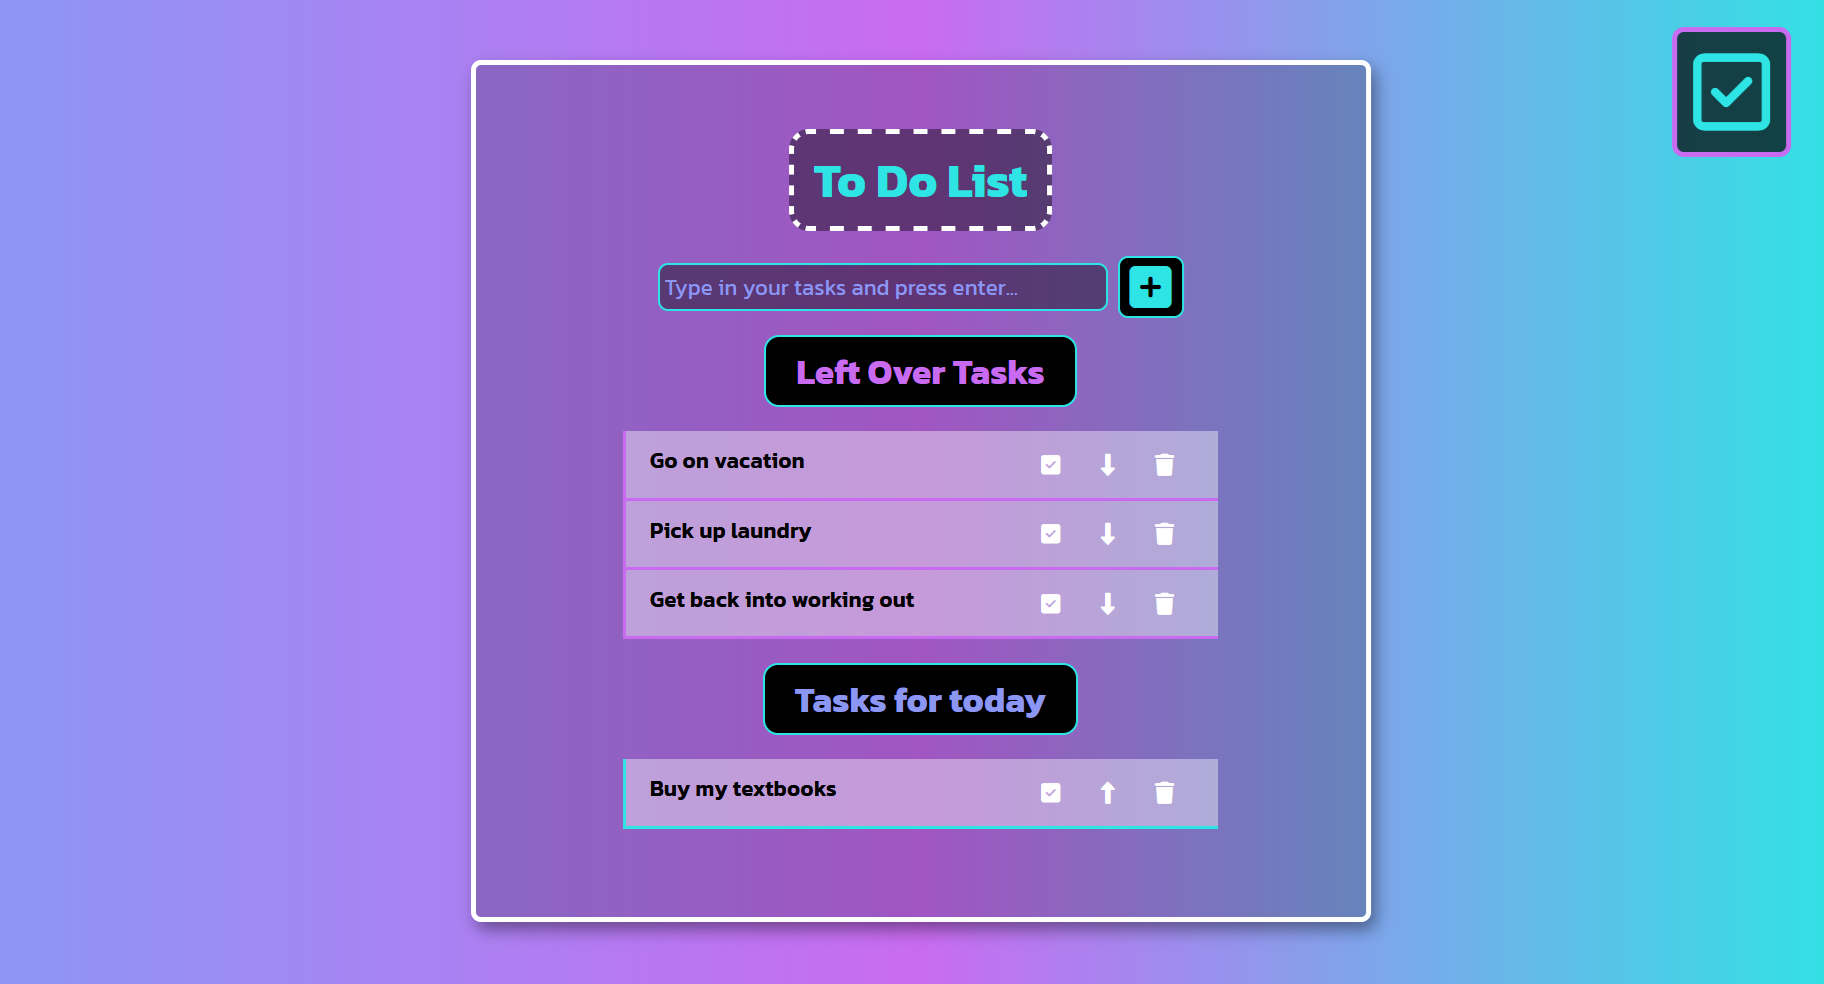 To Do List
Type in your tasks and press enter...
Left Over Tasks
Go on vacation
Pick up laundry
Get back into working out
Tasks for today
Buy my textbooks